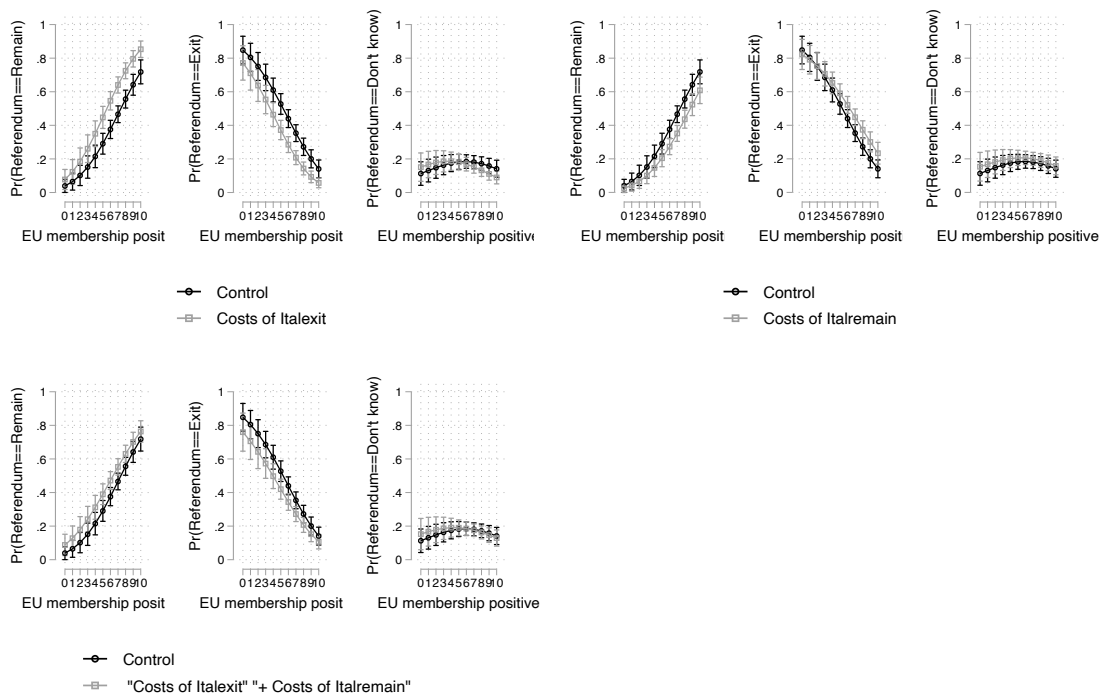 Pr(Referendum==Remain)
1
.8
.6
.4
.2
0
012345678910
EU membership posit
Pr(Referendum==Exit)
1
.8
.6
.4
.2
0
012345678910
EU membership posit
Pr(Referendum==Don't know)
1
.8
.6
.4
.2
0
012345678910
EU membership positive
Control
Costs of Italexit
Pr(Referendum==Remain)
1
.8
.6
.4
.2
0
012345678910
EU membership posit
Pr(Referendum==Exit)
1
.8
.6
.4
.2
0
012345678910
EU membership posit
Pr(Referendum==Don't know)
1
.8
.6
.4
.2
0
012345678910
EU membership positive
Control
Costs of Italremain
Pr(Referendum==Remain)
1
.8
.6
.4
.2
0
012345678910
EU membership posit
Pr(Referendum==Exit)
1
.8
.6
.4
.2
0
012345678910
EU membership posit
Pr(Referendum==Don't know)
1
.8
.6
.4
.2
0
012345678910
EU membership positive
Control
"Costs of Italexit" "+ Costs of Italremain"